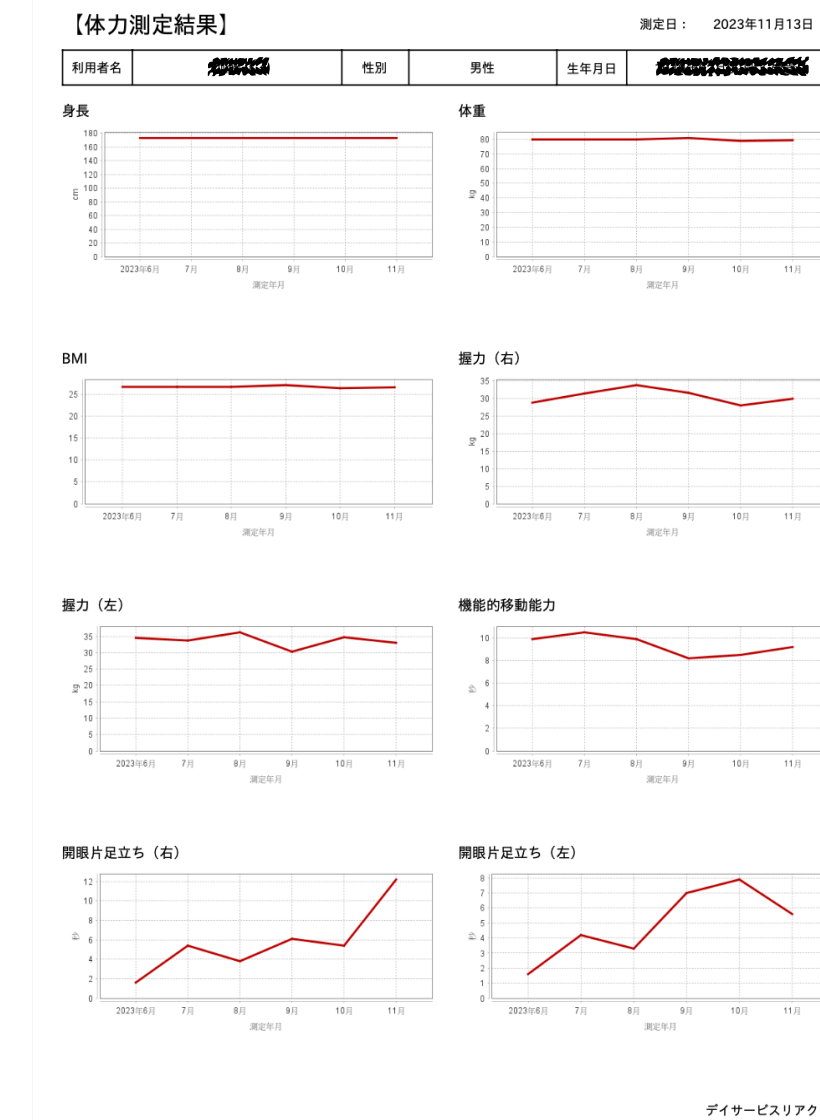 【体力測定結果】
測定日： 2023年11月13日
利用者名 性別 男性 生年月日
身長
180
160
140
120
100
80
60
40
20
0
cm
2023年6月 7月 8月 9月 10月 11月
測定年月
体重
80
70
60
50
40
30
20
10
0
kg
2023年6月 7月 8月 9月 10月 11月
測定年月
BMI
25
20
15
10
5
0
2023年6月 7月 8月 9月 10月 11月
測定年月
握力（右）
35
30
25
20
15
10
5
0
kg
2023年6月 7月 8月 9月 10月 11月
測定年月
握力（左）
35
30
25
20
15
10
5
0
kg
2023年6月 7月 8月 9月 10月 11月
測定年月
機能的移動能力
10
8
6
4
2
0
秒
2023年6月 7月 8月 9月 10月 11月
測定年月
開眼片足立ち（右）
12
10
8
6
4
2
0
秒
2023年6月 7月 8月 9月 10月 11月
測定年月
開眼片足立ち（左）
8
7
6
5
4
3
2
1
0
秒
2023年6月 7月 8月 9月 10月 11月
測定年月
デイサービスリアク